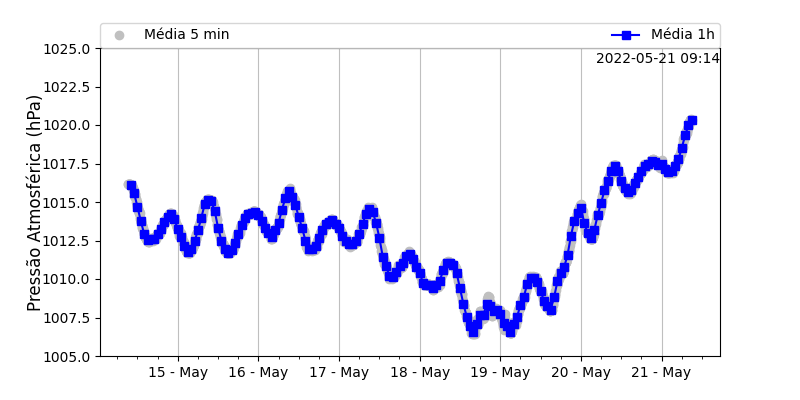 Média 5 min
Média 1h
2022-05-21 09:14
Pressão Atmosférica (hPa)
1025.0
1022.5
1020.0
1017.5
1015.0
1012.5
1010.0
1007.5
1005.0
15 - May
16 - May
17 - May
18 - May
19 - May
20 - May
21 - May